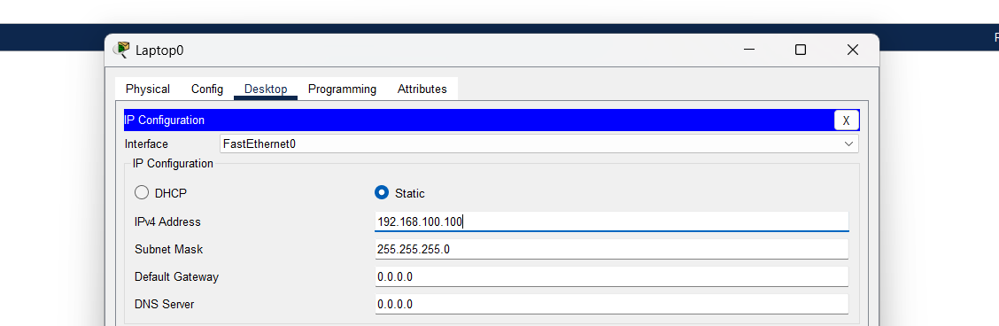 Laptop0
Physical Config Desktop Programming Attributes
IP Configuration X
Interface FastEthernet0
IP Configuration
DHCP Static
IPv4 Address 192.168.100.100
Subnet Mask 255.255.255.0
Default Gateway 0.0.0.0
DNS Server 0.0.0.0